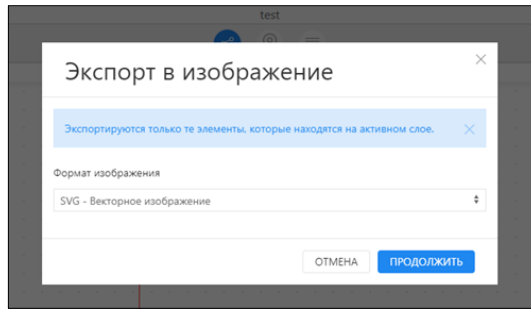 test
Экспорт в изображение
Экспортируются только те элементы, которые находятся на активном слое.
Формат изображения
SVG - Векторное изображение
ОТМЕНА ПРОДОЛЖИТЬ